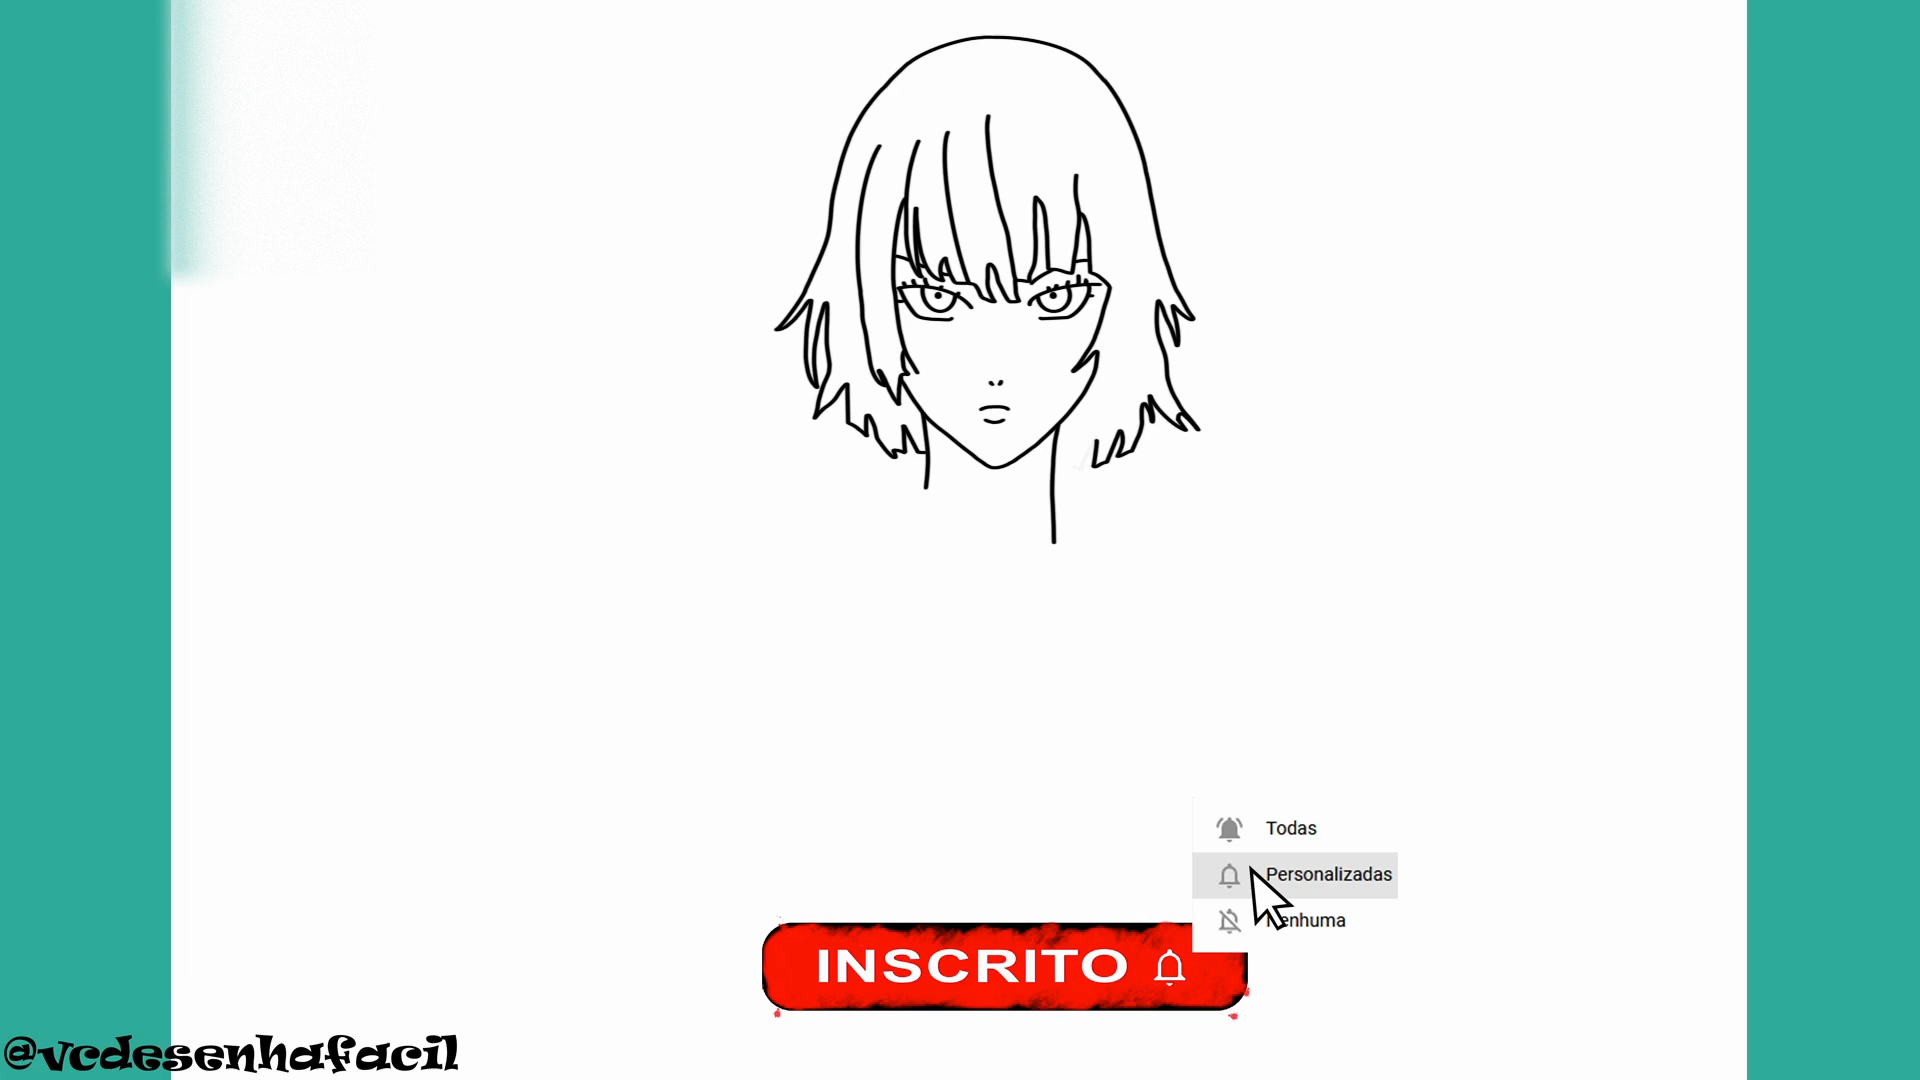 Todas
Personalizadas
enhuma
INSCRITO
@vcdesenhafacil